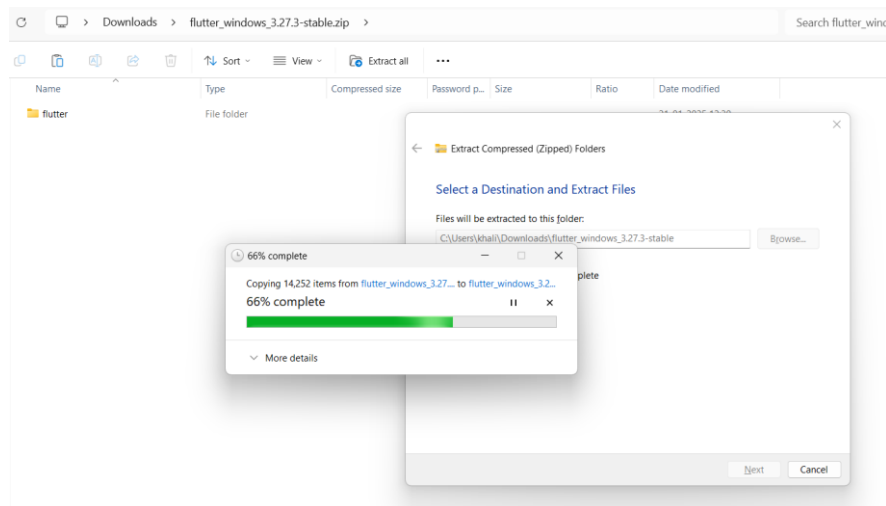 Downloads > flutter_windows_3.27.3-stable.zip >
Search flutter_winc
Sort View Extract all ...
Name Type Compressed size Password p... Size Ratio Date modified
flutter File folder
Extract Compressed (Zipped) Folders
Select a Destination and Extract Files
Files will be extracted to this folder:
C:\Users\khali\Downloads\flutter_windows_3.27.3-stable Browse...
plete
66% complete
Copying 14,252 items from flutter_windows_3.27.... to flutter_windows_3.2...
66% complete
More details
Next Cancel